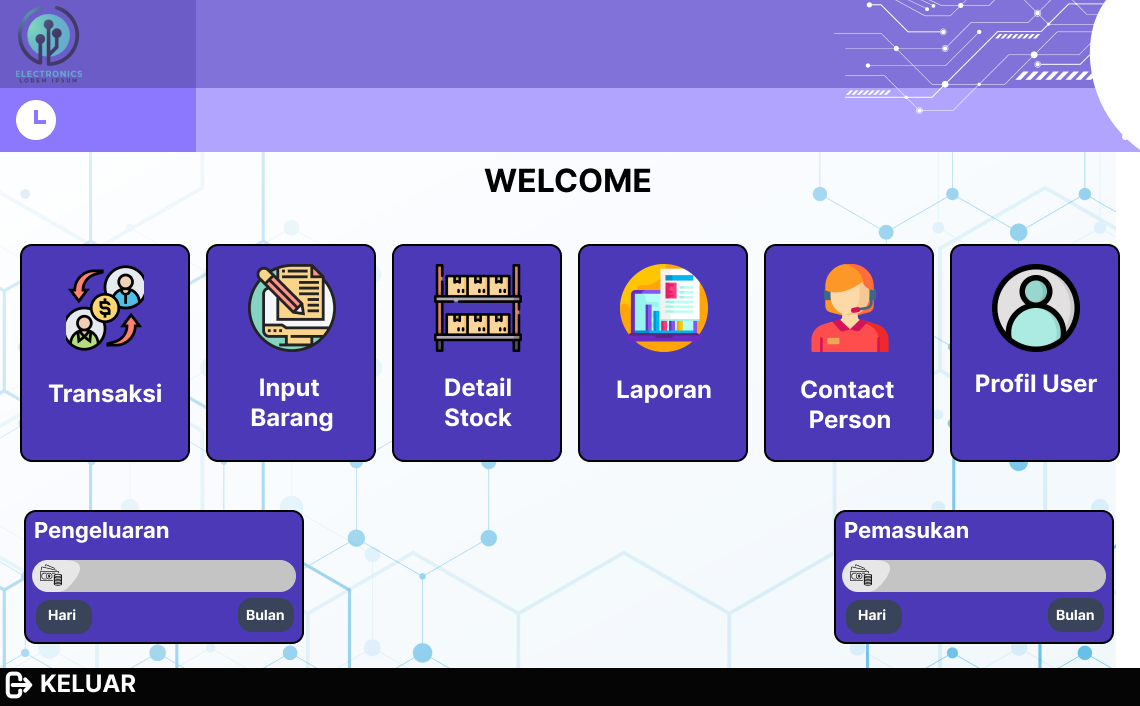 ELECTRONICS
LOREM IPSUM
WELCOME
Transaksi
Input
Barang
Detail
Stock
Laporan
Contact
Person
Profil User
Pengeluaran
Hari
Bulan
Pemasukan
Hari
Bulan
KELUAR